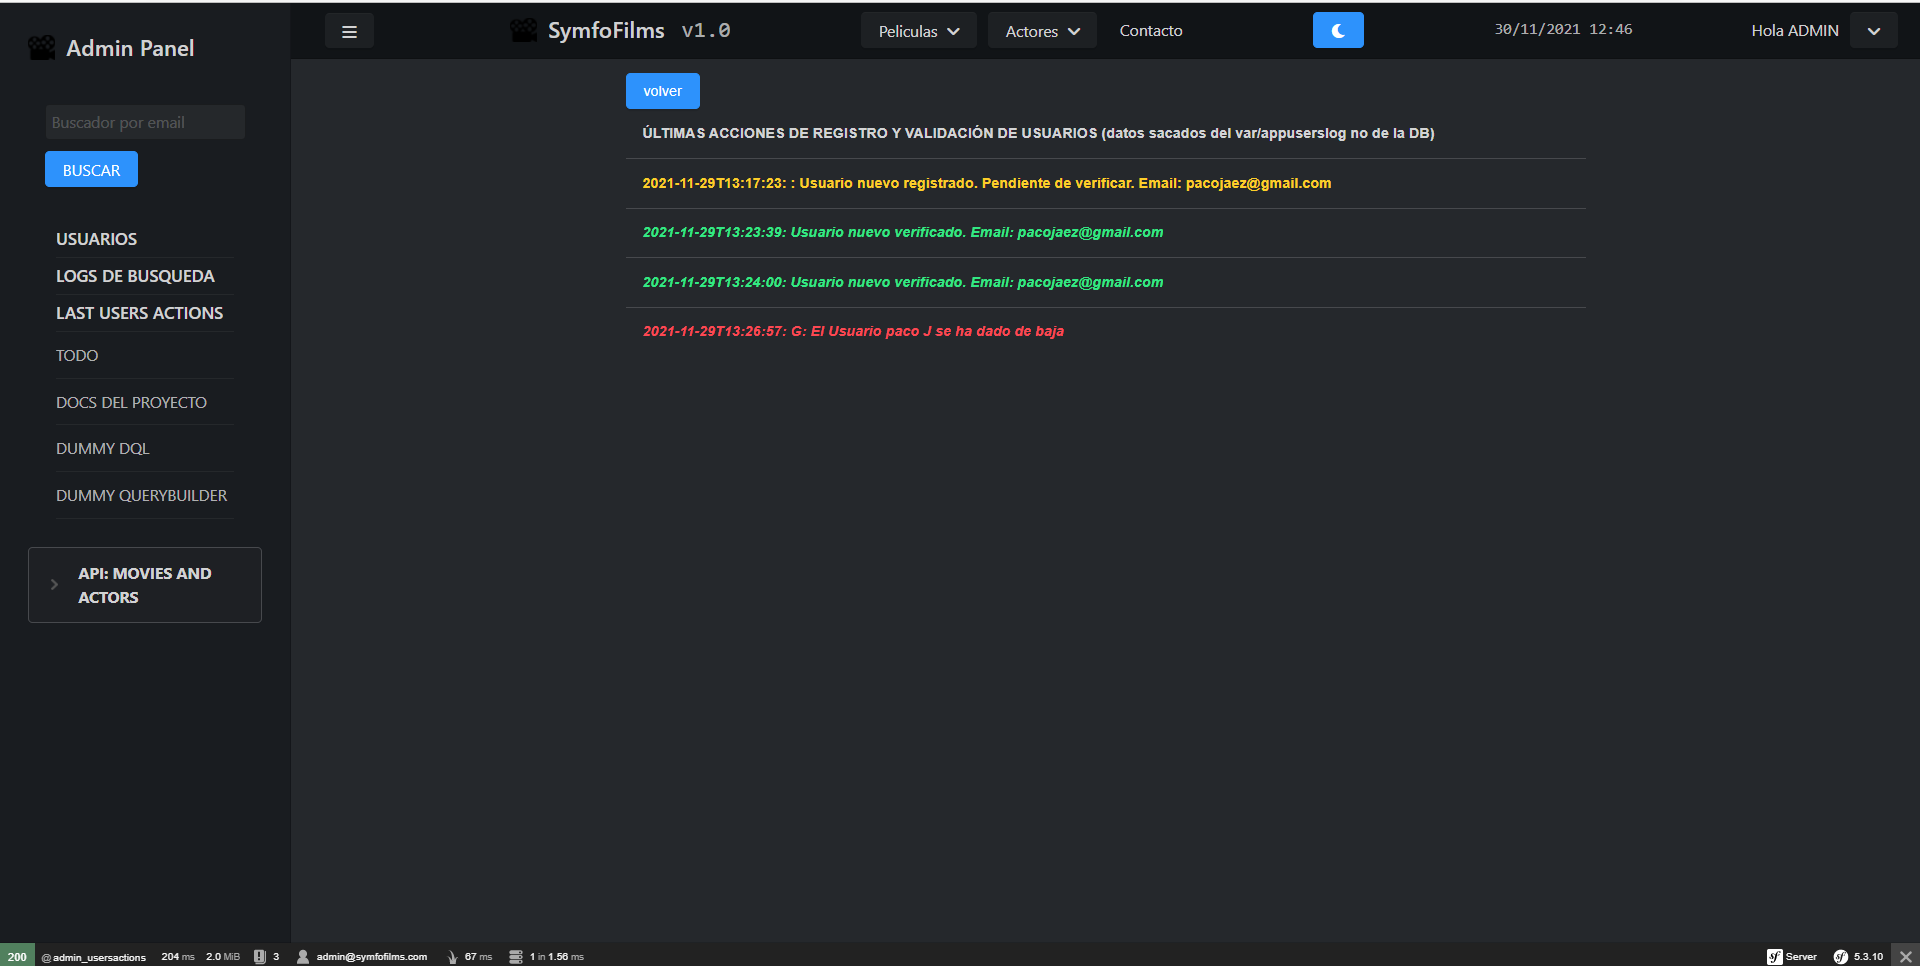 Admin Panel
Buscador por email
BUSCAR
USUARIOS
LOGS DE BUSQUEDA
LAST USERS ACTIONS
TODO
DOCS DEL PROYECTO
DUMMY DQL
DUMMY QUERYBUILDER
API: MOVIES AND
ACTORS
SymfoFilms v1.0
Peliculas
Actores
Contacto
30/11/2021 12:46
Hola ADMIN
volver
ÚLTIMAS ACCIONES DE REGISTRO Y VALIDACIÓN DE USUARIOS (datos sacados del var/appuserslog no de la DB)
2021-11-29T13:17:23: : Usuario nuevo registrado. Pendiente de verificar. Email: pacojaez@gmail.com
2021-11-29T13:23:39: Usuario nuevo verificado. Email: pacojaez@gmail.com
2021-11-29T13:24:00: Usuario nuevo verificado. Email: pacojaez@gmail.com
2021-11-29T13:26:57: G: El Usuario paco J se ha dado de baja
200 @admin_usersactions 204 ms 2.0 MiB 3 admin@symfofilms.com 67 ms 1 in 1.56 ms sf Server sf 5.3.10